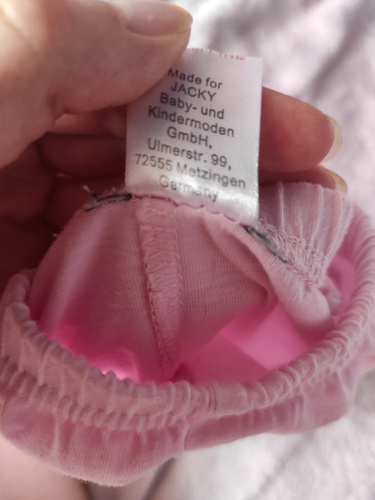 Made for
JACKY
Baby- und
Kindermoden
GmbH,
Ulmerstr. 99,
72555 Metzingen
Germany